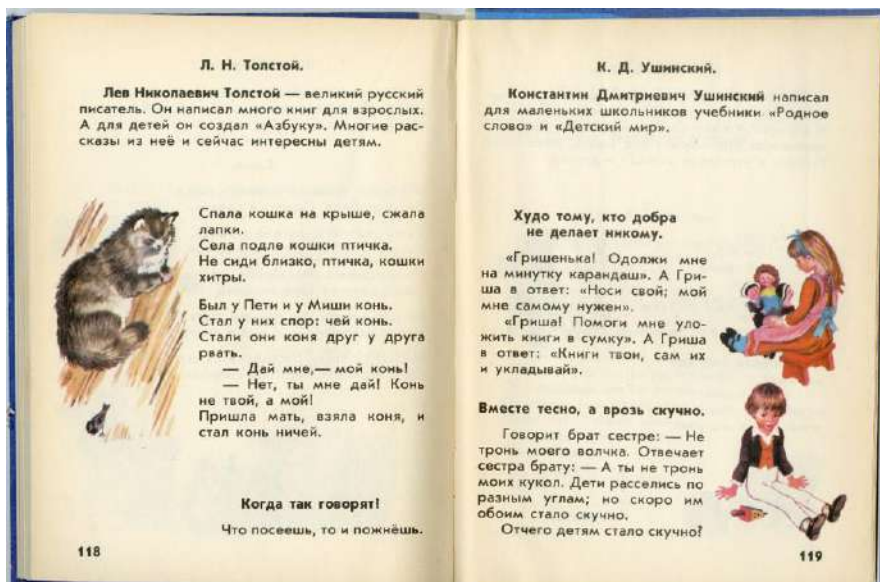 Л. Н. Толстой.
Лев Николаевич Толстой — великий русский
писатель. Он написал много книг для взрослых.
А для детей он создал «Азбуку». Многие рас-
сказы из неё и сейчас интересны детям.
Спала кошка на крыше, сжала
лапки.
Села подле кошки птичка.
Не сиди близко, птичка, кошки
хитры.
Был у Пети и у Миши конь.
Стал у них спор: чей конь.
Стали они коня друг у друга
рвать.
— Дай мне,— мой конь!
— Нет, ты мне дай! Конь
не твой, а мой!
Пришла мать, взяла коня, и
стал конь ничей.
Когда так говорят!
Что посеешь, то и пожнёшь.
118
К. Д. Ушинский.
Константин Дмитриевич Ушинский написал
для маленьких школьников учебники «Родное
слово» и «Детский мир».
Худо тому, кто добра
не делает никому.
«Гришенька! Одолжи мне
на минутку карандаш». А Гри-
ша в ответ: «Носи свой; мой
мне самому нужен».
«Гриша! Помоги мне уло-
жить книги в сумку». А Гриша
в ответ: «Книги твои, сам их
и укладывай».
Вместе тесно, а врозь скучно.
Говорит брат сестре: — Не
тронь моего волчка. Отвечает
сестра брату: — А ты не тронь
моих кукол. Дети расселись по
разным углам; но скоро им
обоим стало скучно.
Отчего детям стало скучно?
119